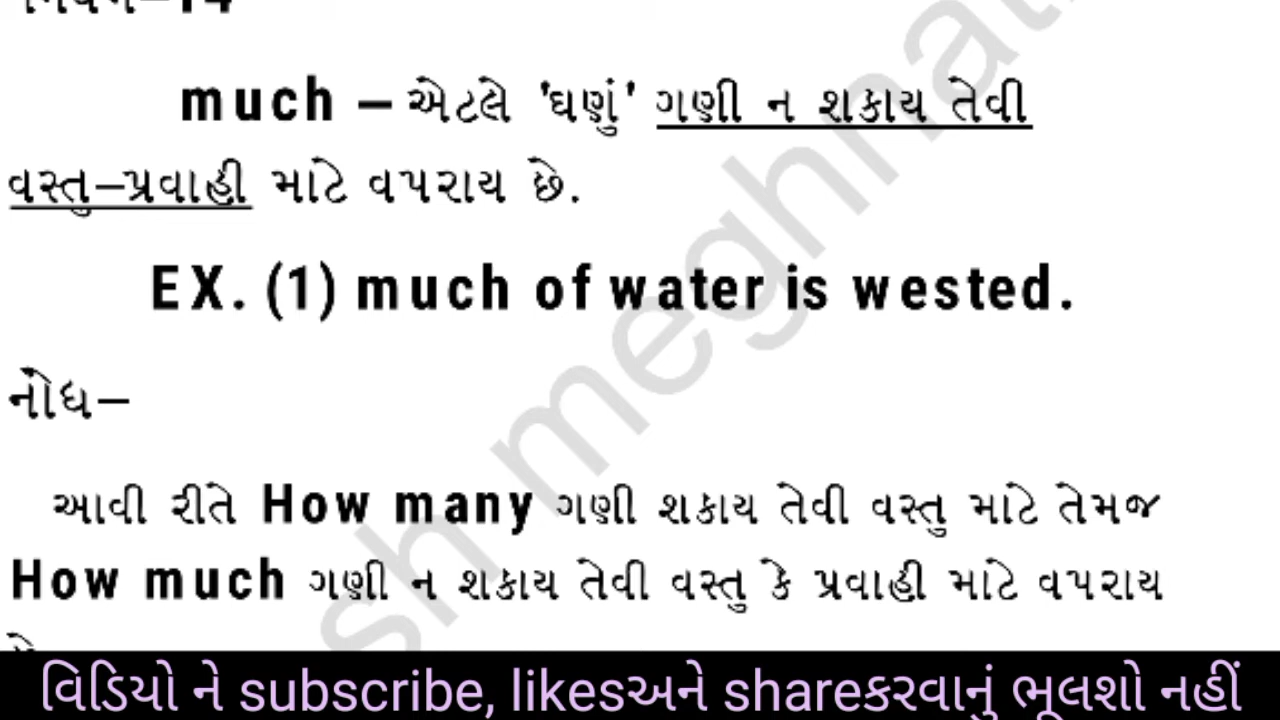 much – એટલે 'ઘણું' ગણી ન શકાય તેવી
વસ્તુ–પ્રવાહી માટે વપરાય છે.
EX. (1) much of water is wested.
નોધ–
આવી રીતે How many ગણી શકાય તેવી વસ્તુ માટે તેમજ
How much ગણી ન શકાય તેવી વસ્તુ કે પ્રવાહી માટે વપરાય
વિડિયો ને subscribe, likesઅને shareકરવાનું ભૂલશો નહીં